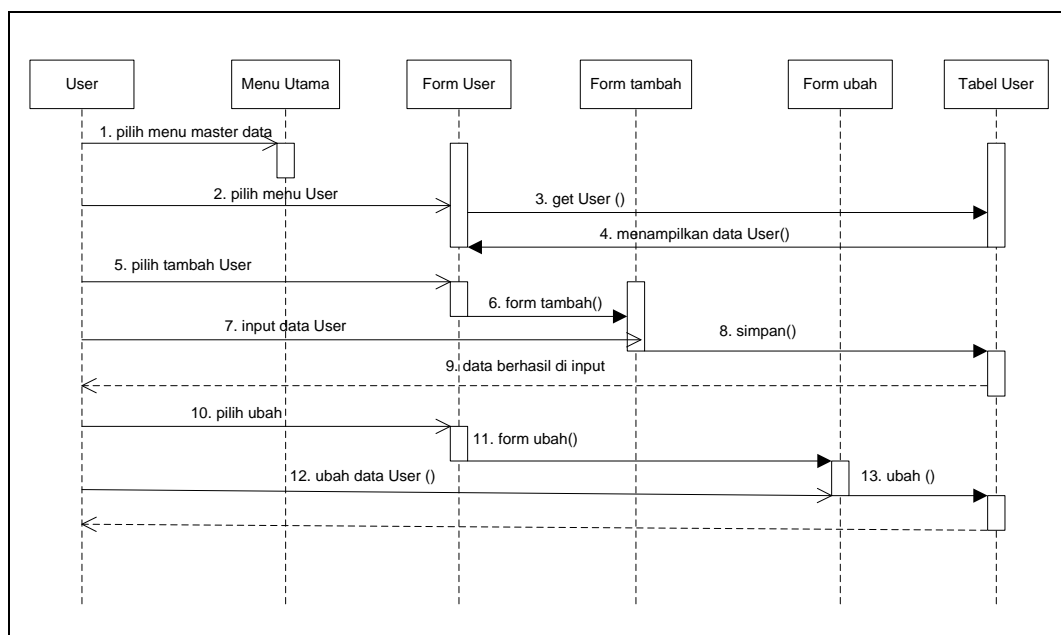 User
Menu Utama
Form User
Form tambah
Form ubah
Tabel User
1. pilih menu master data
2. pilih menu User
3. get User ()
4. menampilkan data User()
5. pilih tambah User
6. form tambah()
7. input data User
8. simpan()
9. data berhasil di input
10. pilih ubah
11. form ubah()
12. ubah data User ()
13. ubah ()